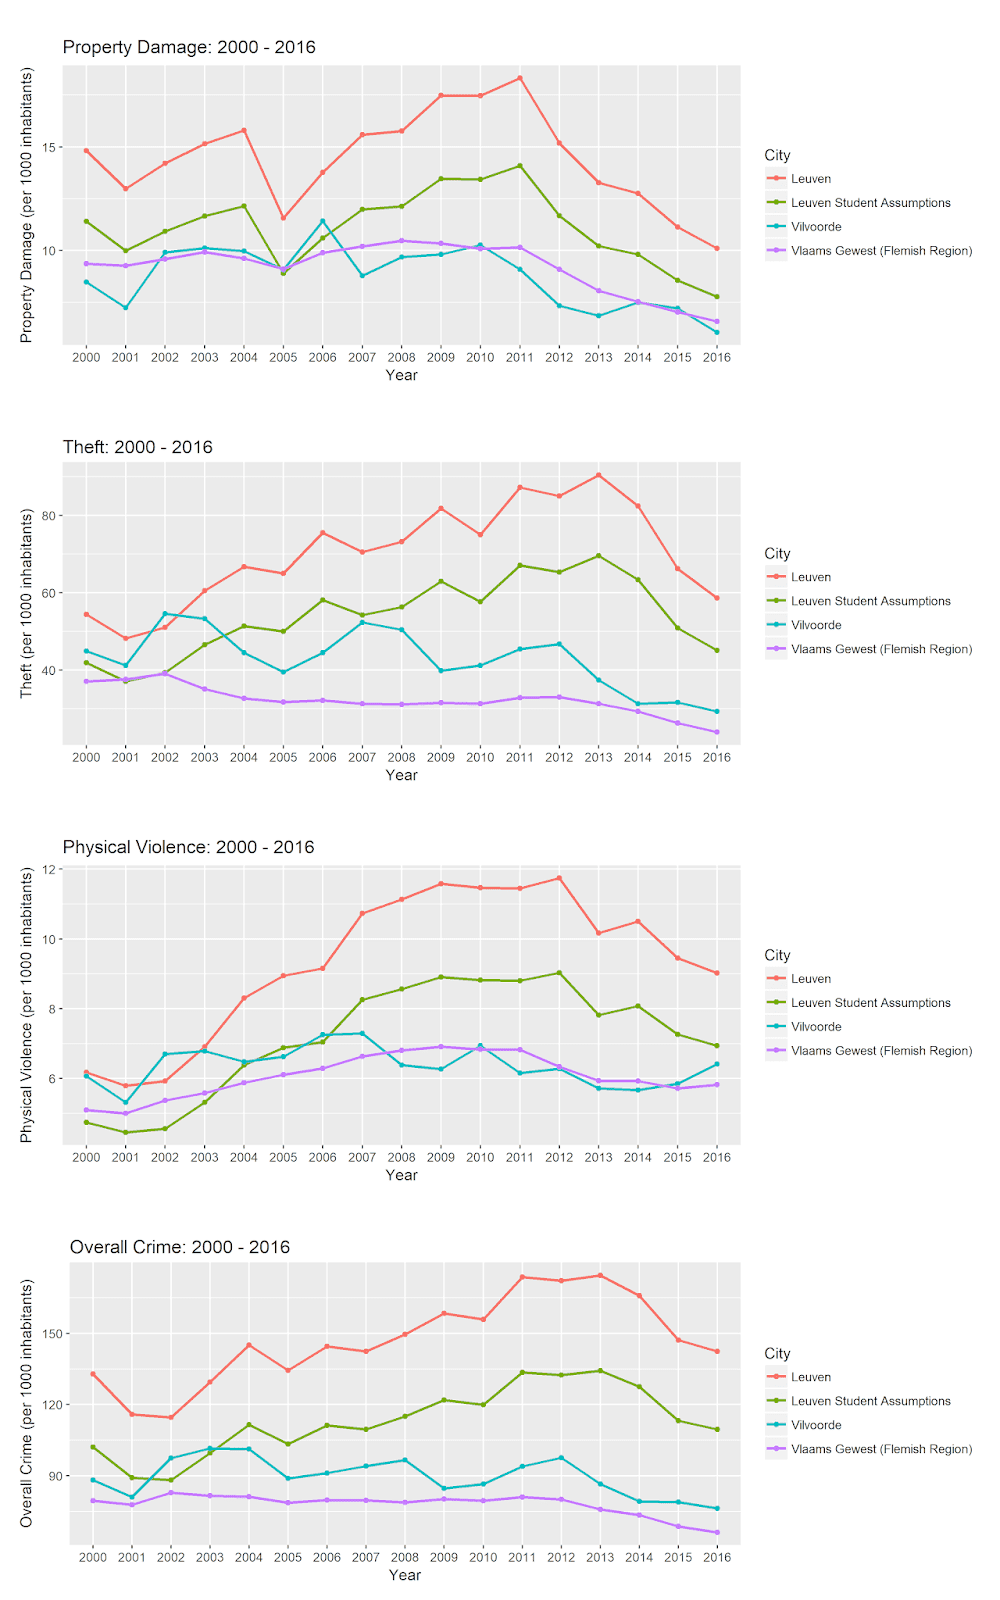 Property Damage: 2000 - 2016
Property Damage (per 1000 inhabitants)
15
10
2000 2001 2002 2003 2004 2005 2006 2007 2008 2009 2010 2011 2012 2013 2014 2015 2016
Year
City
Leuven
Leuven Student Assumptions
Vilvoorde
Vlaams Gewest (Flemish Region)
Theft: 2000 - 2016
Theft (per 1000 inhabitants)
80
60
40
2000 2001 2002 2003 2004 2005 2006 2007 2008 2009 2010 2011 2012 2013 2014 2015 2016
Year
City
Leuven
Leuven Student Assumptions
Vilvoorde
Vlaams Gewest (Flemish Region)
Physical Violence: 2000 - 2016
Physical Violence (per 1000 inhabitants)
12
10
8
6
2000 2001 2002 2003 2004 2005 2006 2007 2008 2009 2010 2011 2012 2013 2014 2015 2016
Year
City
Leuven
Leuven Student Assumptions
Vilvoorde
Vlaams Gewest (Flemish Region)
Overall Crime: 2000 - 2016
Overall Crime (per 1000 inhabitants)
150
120
90
2000 2001 2002 2003 2004 2005 2006 2007 2008 2009 2010 2011 2012 2013 2014 2015 2016
Year
City
Leuven
Leuven Student Assumptions
Vilvoorde
Vlaams Gewest (Flemish Region)